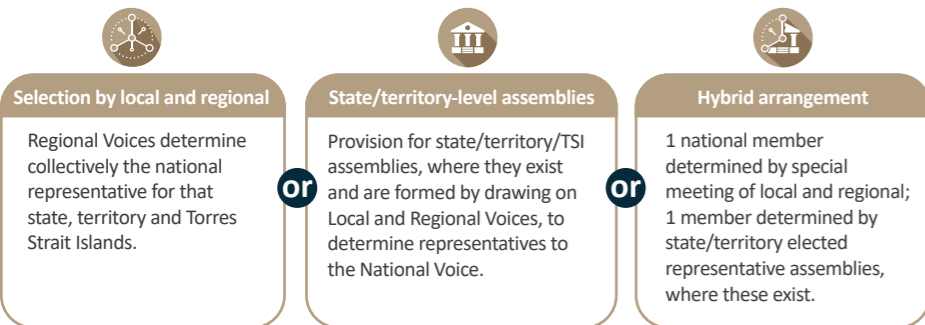 Selection by local and regional
Regional Voices determine
collectively the national
representative for that
state, territory and Torres
Strait Islands.
or
State/territory-level assemblies
Provision for state/territory/TSI
assemblies, where they exist
and are formed by drawing on
Local and Regional Voices, to
determine representatives to
the National Voice.
or
Hybrid arrangement
1 national member
determined by special
meeting of local and regional;
1 member determined by
state/territory elected
representative assemblies,
where these exist.